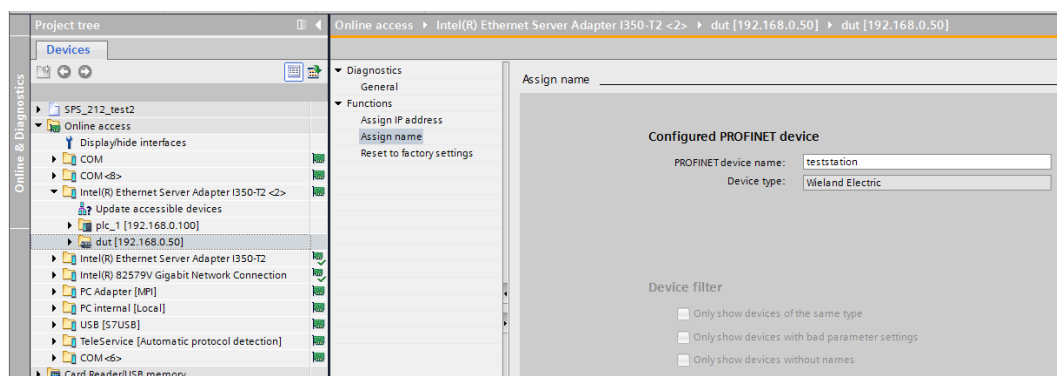 Project tree
Online access ▸ Intel(R) Ethernet Server Adapter I350-T2 <2> ▸ dut [192.168.0.50] ▸ dut [192.168.0.50]
Devices
Online & Diagnostics
SPS_212_test2
Online access
Display/hide interfaces
COM
COM <8>
Intel(R) Ethernet Server Adapter I350-T2 <2>
Update accessible devices
plc_1 [192.168.0.100]
dut [192.168.0.50]
Intel(R) Ethernet Server Adapter I350-T2
Intel(R) 82579V Gigabit Network Connection
PC Adapter [MPI]
PC internal [Local]
USB [S7USB]
TeleService [Automatic protocol detection]
COM <6>
Card Reader/USB memory
Diagnostics
General
Functions
Assign IP address
Assign name
Reset to factory settings
Assign name
Configured PROFINET device
PROFINET device name: teststation
Device type: Wieland Electric
Device filter
Only show devices of the same type
Only show devices with bad parameter settings
Only show devices without names